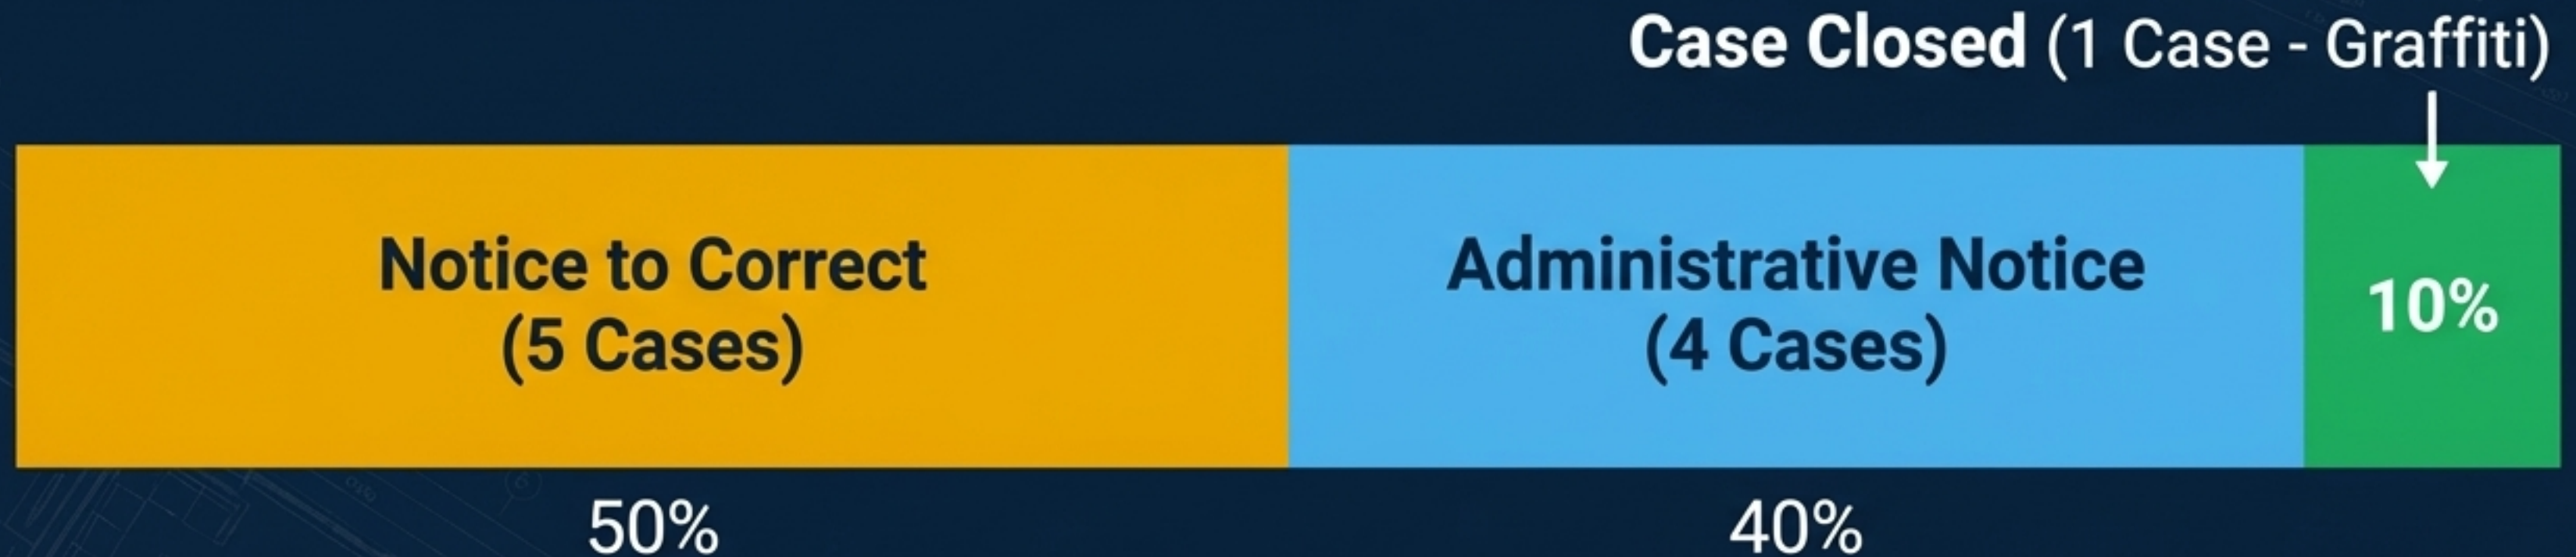 Case Closed (1 Case - Graffiti)
Notice to Correct
(5 Cases)
Administrative Notice
(4 Cases)
10%
50%
40%